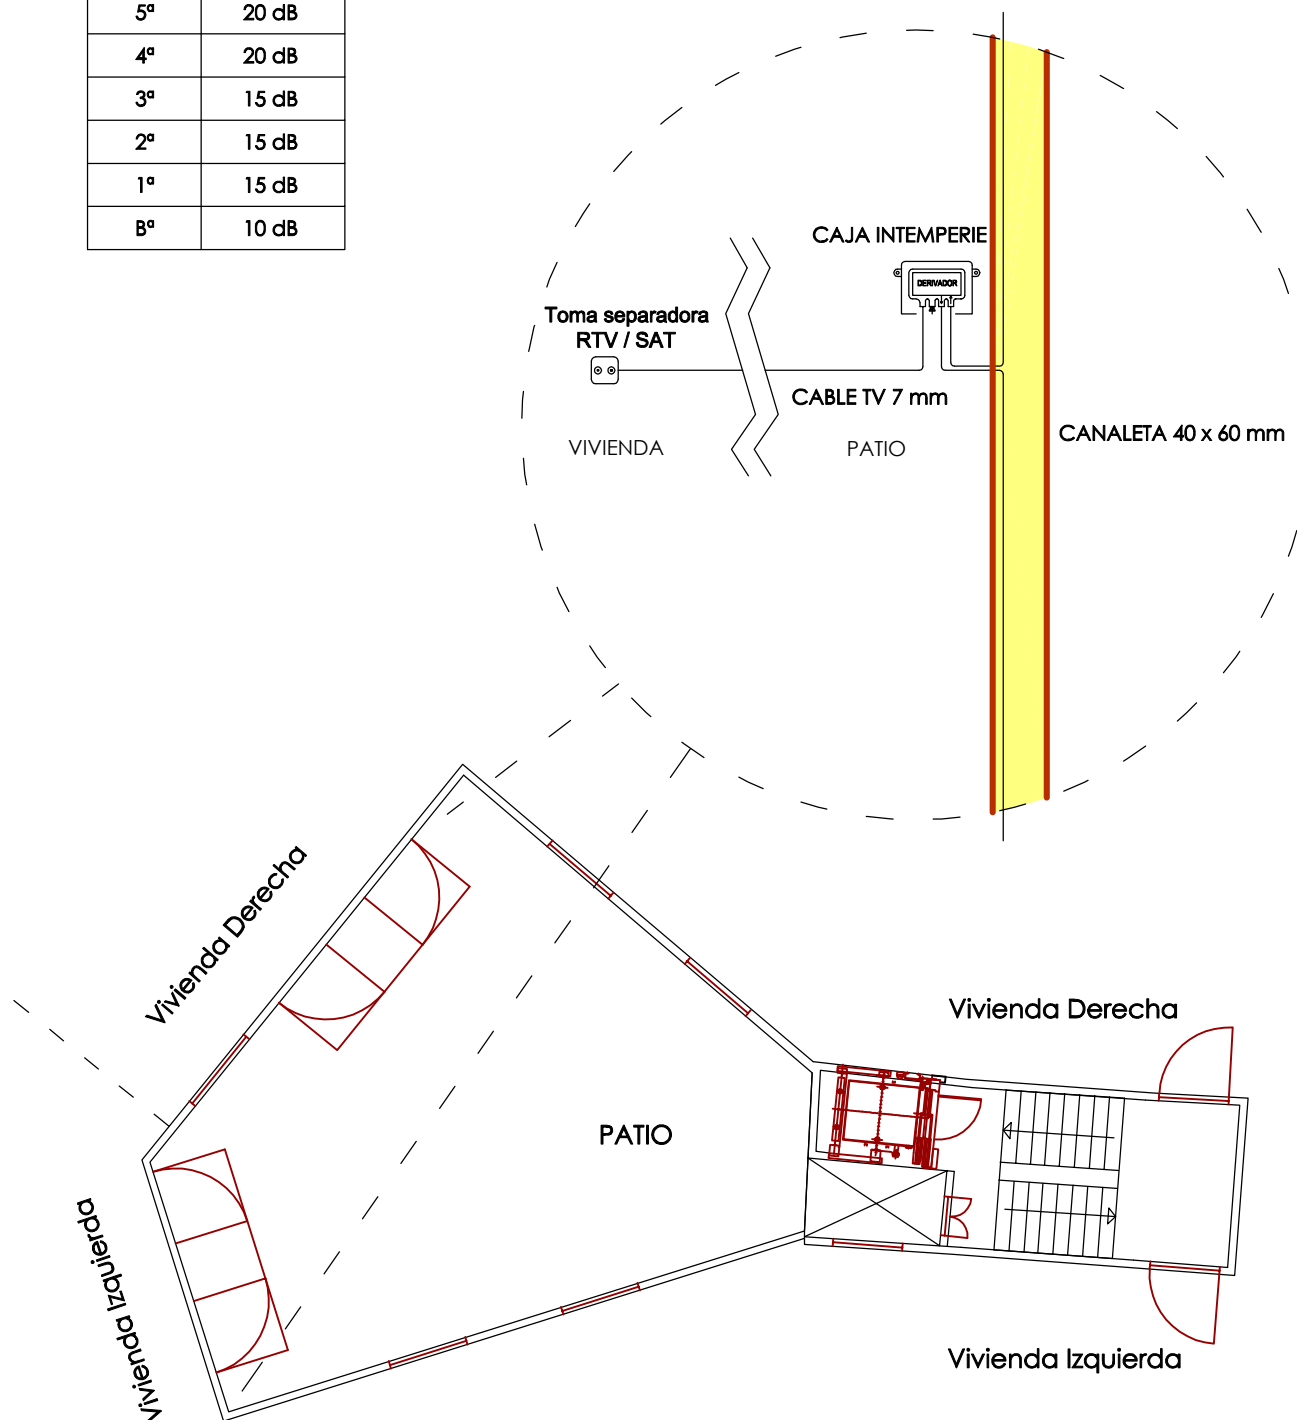 5ª 20 dB
4ª 20 dB
3ª 15 dB
2ª 15 dB
1ª 15 dB
Bª 10 dB
CAJA INTEMPERIE
DERIVADOR
Toma separadora
RTV / SAT
CABLE TV 7 mm
VIVIENDA
PATIO
CANALETA 40 x 60 mm
Vivienda Derecha
Vivienda Derecha
PATIO
Vivienda Izquierda
Vivienda Izquierda